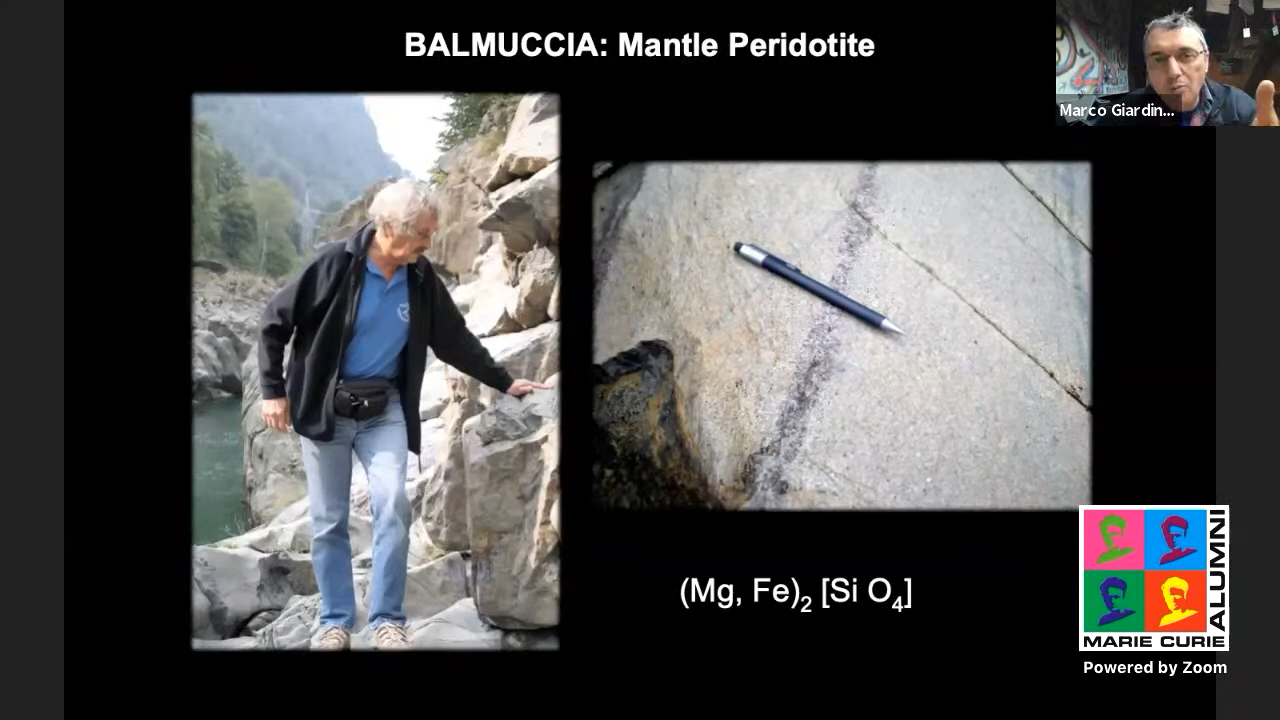 BALMUCCIA: Mantle Peridotite
Marco Giardin...
(Mg, Fe)2 [Si O4]
ALUMNI
MARIE CURIE
Powered by Zoom